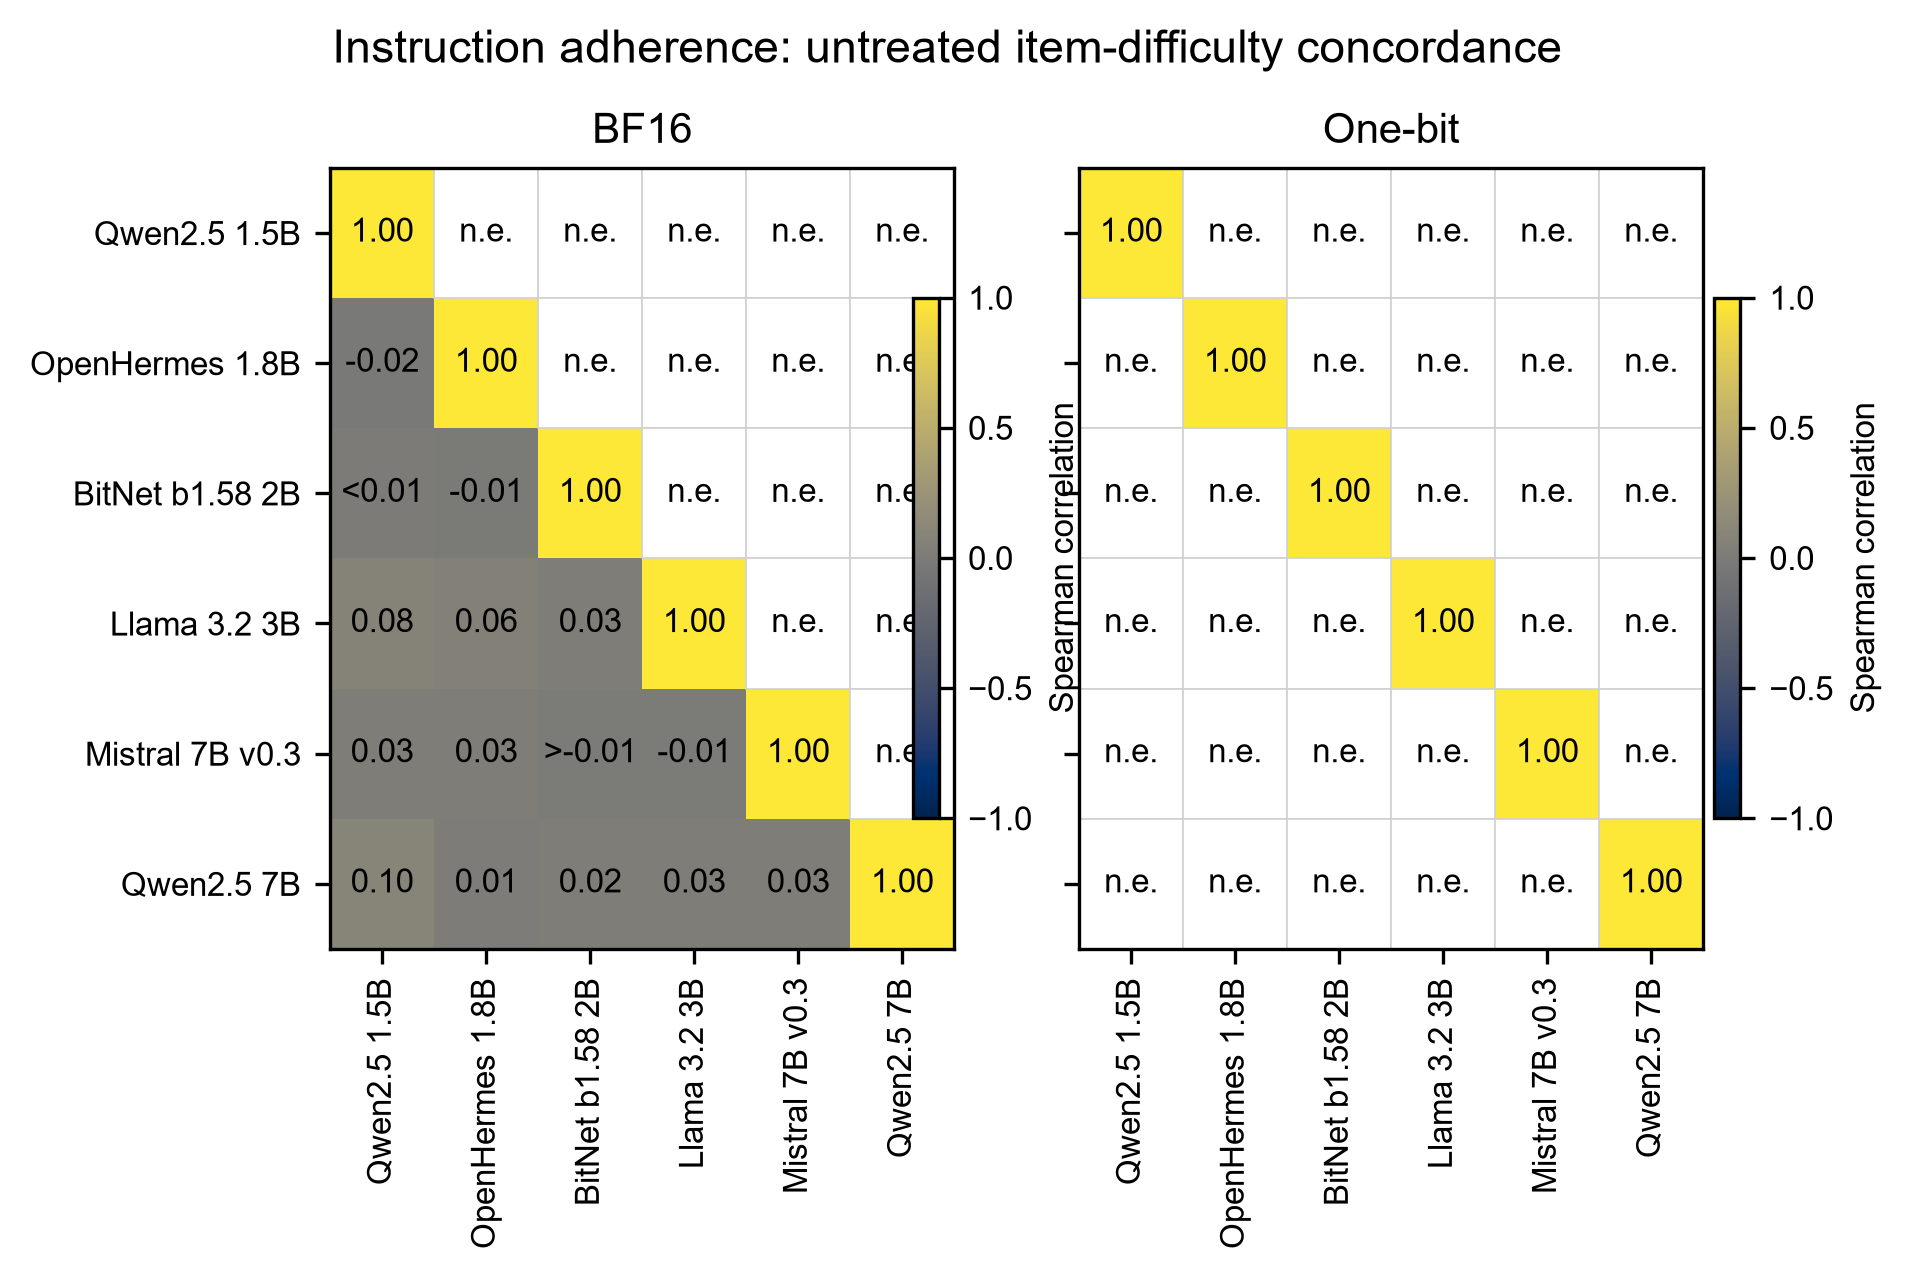 Instruction adherence: untreated item-difficulty concordance
BF16
One-bit
Qwen2.5 1.5B 1.00 n.e. n.e. n.e. n.e. n.e.
OpenHermes 1.8B -0.02 1.00 n.e. n.e. n.e. n.e
BitNet b1.58 2B <0.01 -0.01 1.00 n.e. n.e. n.e
Llama 3.2 3B 0.08 0.06 0.03 1.00 n.e. n.e
Mistral 7B v0.3 0.03 0.03 >-0.01 -0.01 1.00 n.e
Qwen2.5 7B 0.10 0.01 0.02 0.03 0.03 1.00
Qwen2.5 1.5B
OpenHermes 1.8B
BitNet b1.58 2B
Llama 3.2 3B
Mistral 7B v0.3
Qwen2.5 7B
1.0
0.5
0.0
−0.5
−1.0
Spearman correlation
1.00 n.e. n.e. n.e. n.e. n.e.
n.e. 1.00 n.e. n.e. n.e. n.e.
n.e. n.e. 1.00 n.e. n.e. n.e.
n.e. n.e. n.e. 1.00 n.e. n.e.
n.e. n.e. n.e. n.e. 1.00 n.e.
n.e. n.e. n.e. n.e. n.e. 1.00
Qwen2.5 1.5B
OpenHermes 1.8B
BitNet b1.58 2B
Llama 3.2 3B
Mistral 7B v0.3
Qwen2.5 7B
1.0
0.5
0.0
−0.5
−1.0
Spearman correlation